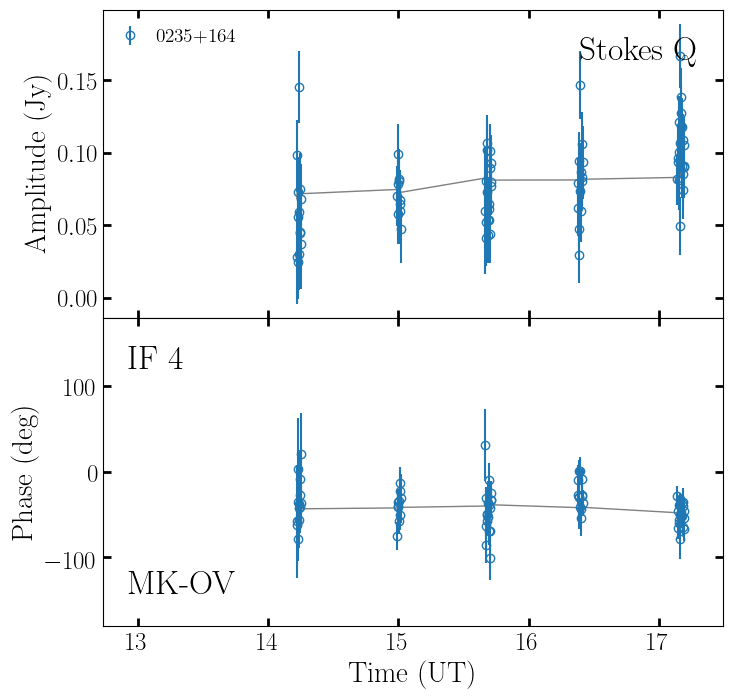 0235+164
Stokes Q
0.15
0.10
0.05
0.00
Amplitude (Jy)
IF 4
100
0
−100
Phase (deg)
MK-OV
13 14 15 16 17
Time (UT)